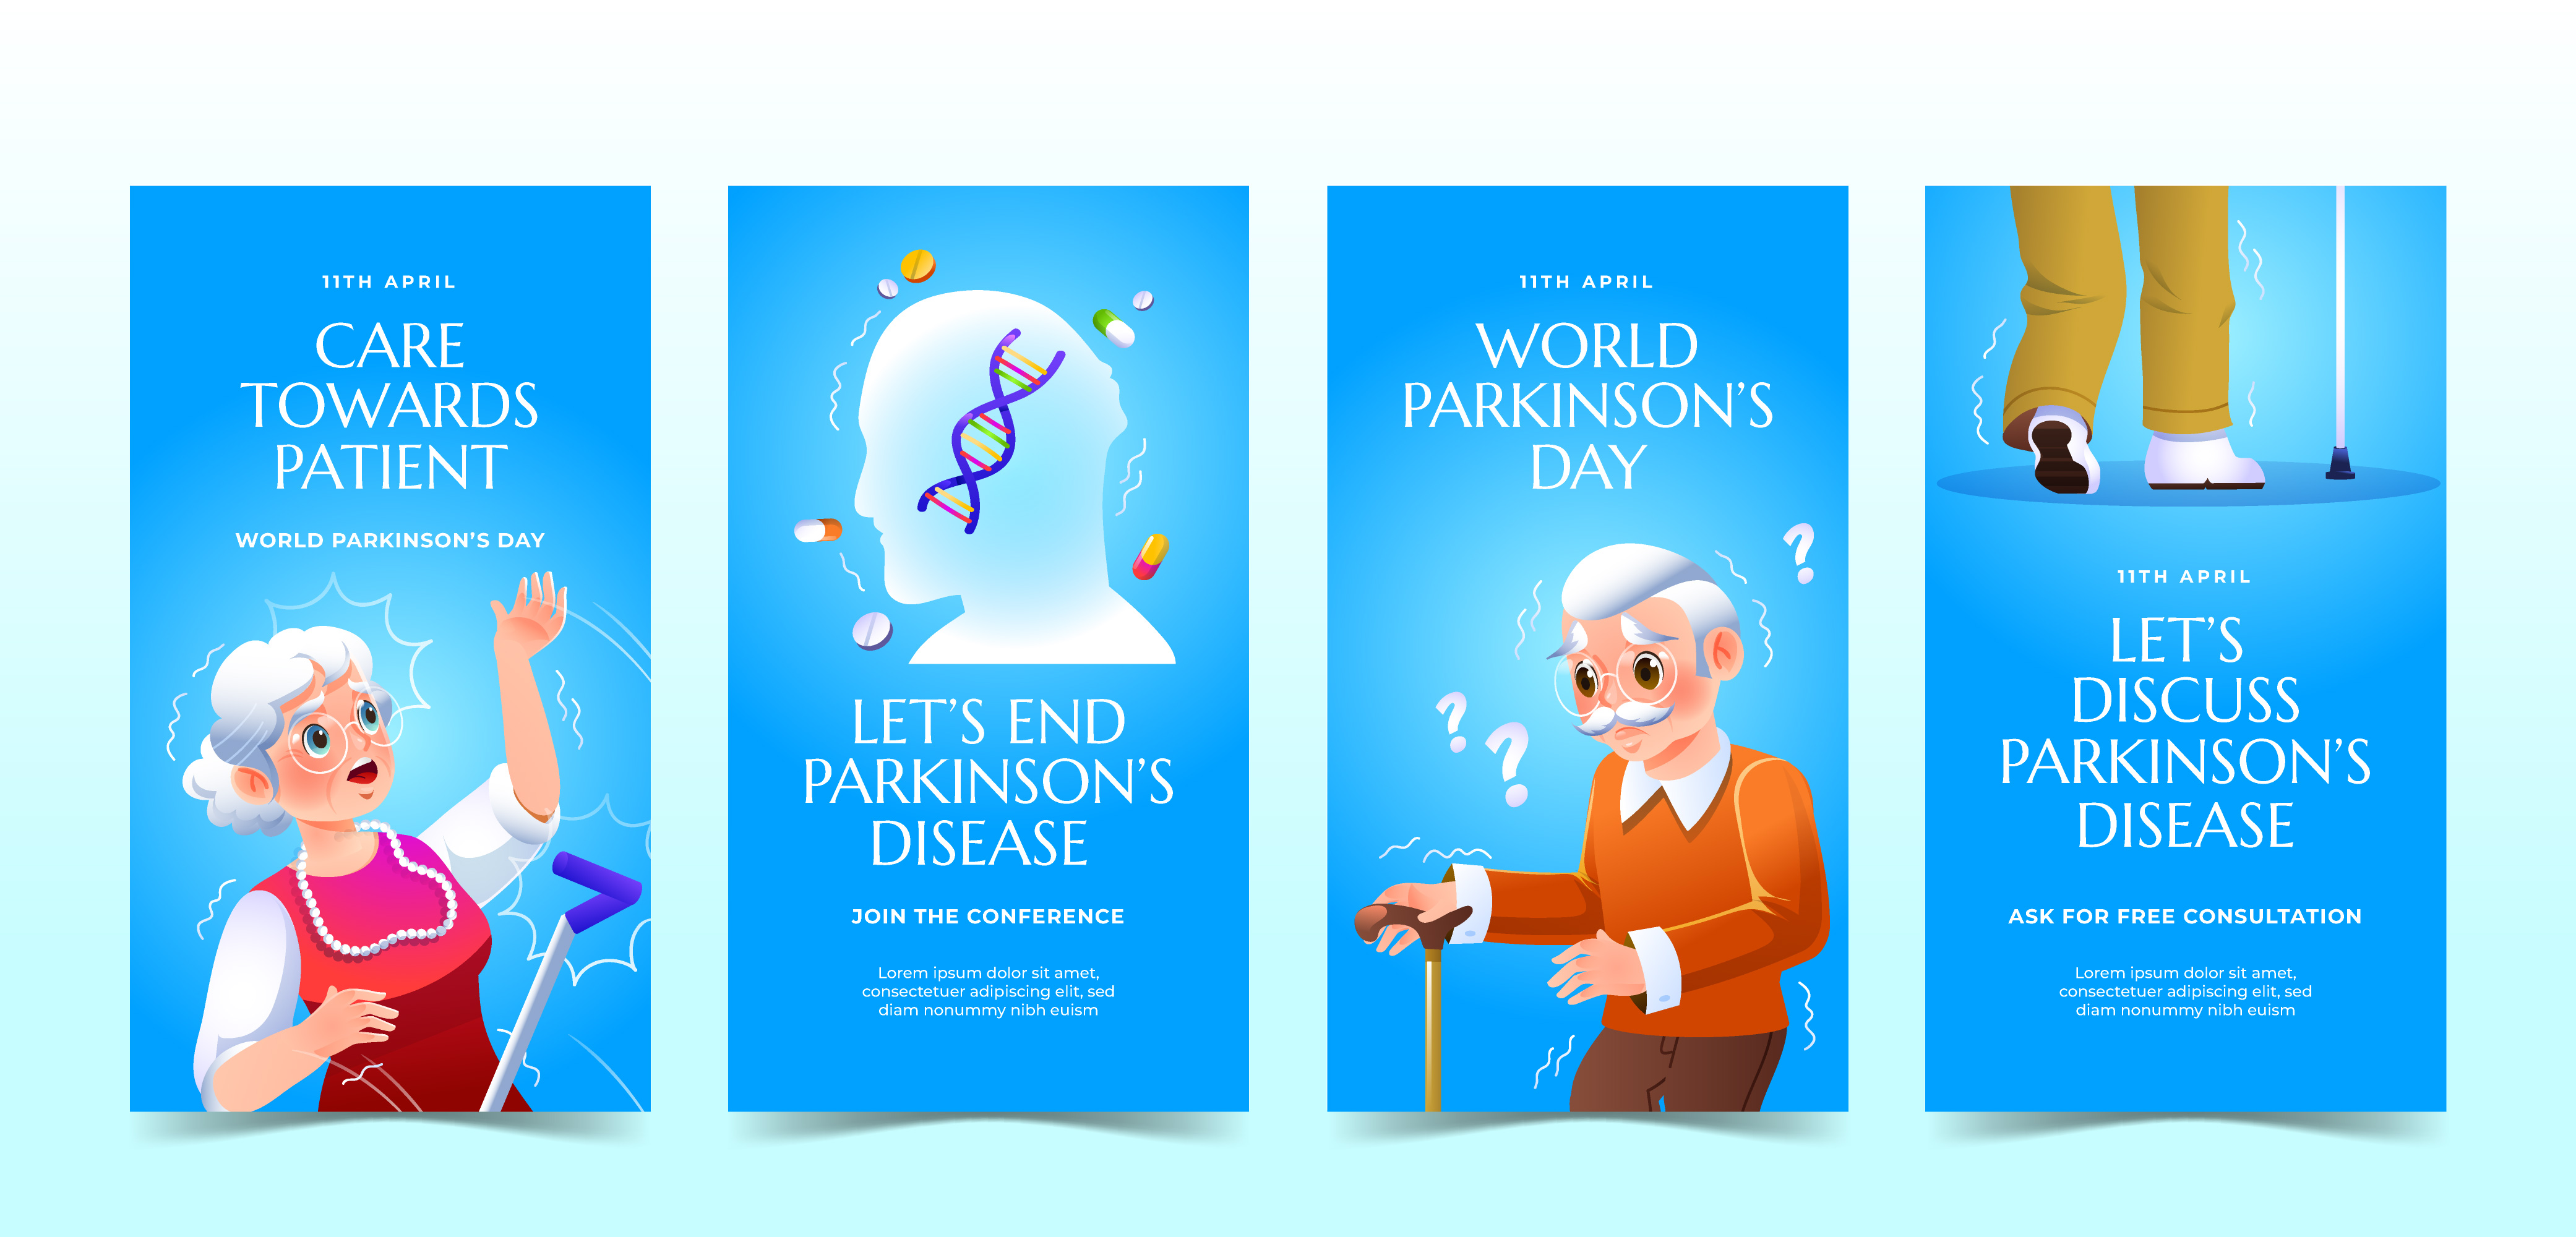 11TH APRIL
CARE
TOWARDS
PATIENT
WORLD PARKINSON’S DAY
LET’S END
PARKINSON’S
DISEASE
JOIN THE CONFERENCE
Lorem ipsum dolor sit amet,
consectetuer adipiscing elit, sed
diam nonummy nibh euism
11TH APRIL
WORLD
PARKINSON’S
DAY
?
?
?
11TH APRIL
LET’S
DISCUSS
PARKINSON’S
DISEASE
ASK FOR FREE CONSULTATION
Lorem ipsum dolor sit amet,
consectetuer adipiscing elit, sed
diam nonummy nibh euism